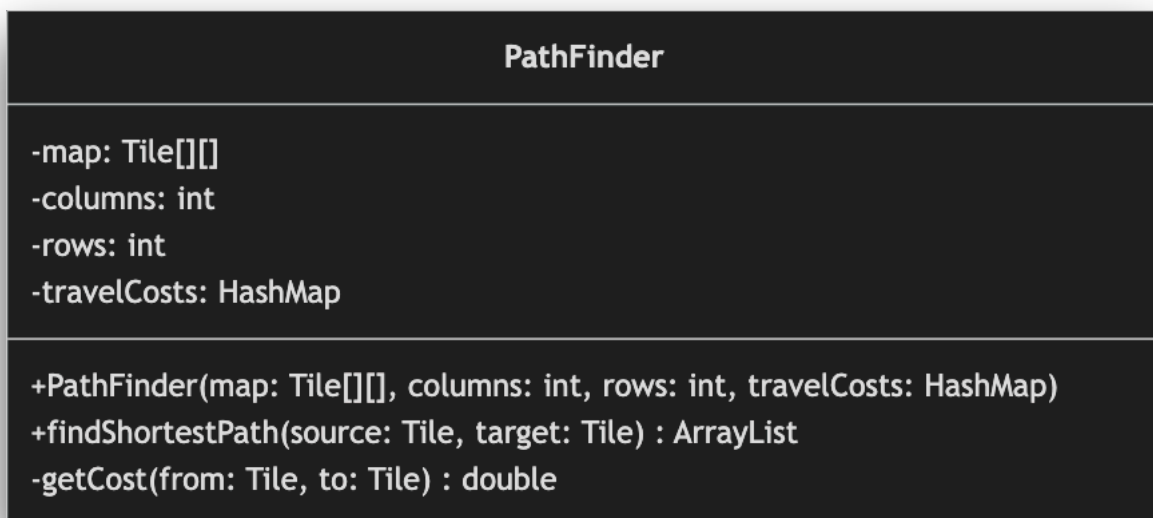 PathFinder
-map: Tile[][]
-columns: int
-rows: int
-travelCosts: HashMap
+PathFinder(map: Tile[][], columns: int, rows: int, travelCosts: HashMap)
+findShortestPath(source: Tile, target: Tile) : ArrayList
-getCost(from: Tile, to: Tile) : double